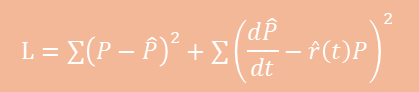 L = ∑(P − P̂)² + ∑(dP̂/dt − r̂(t)P)²